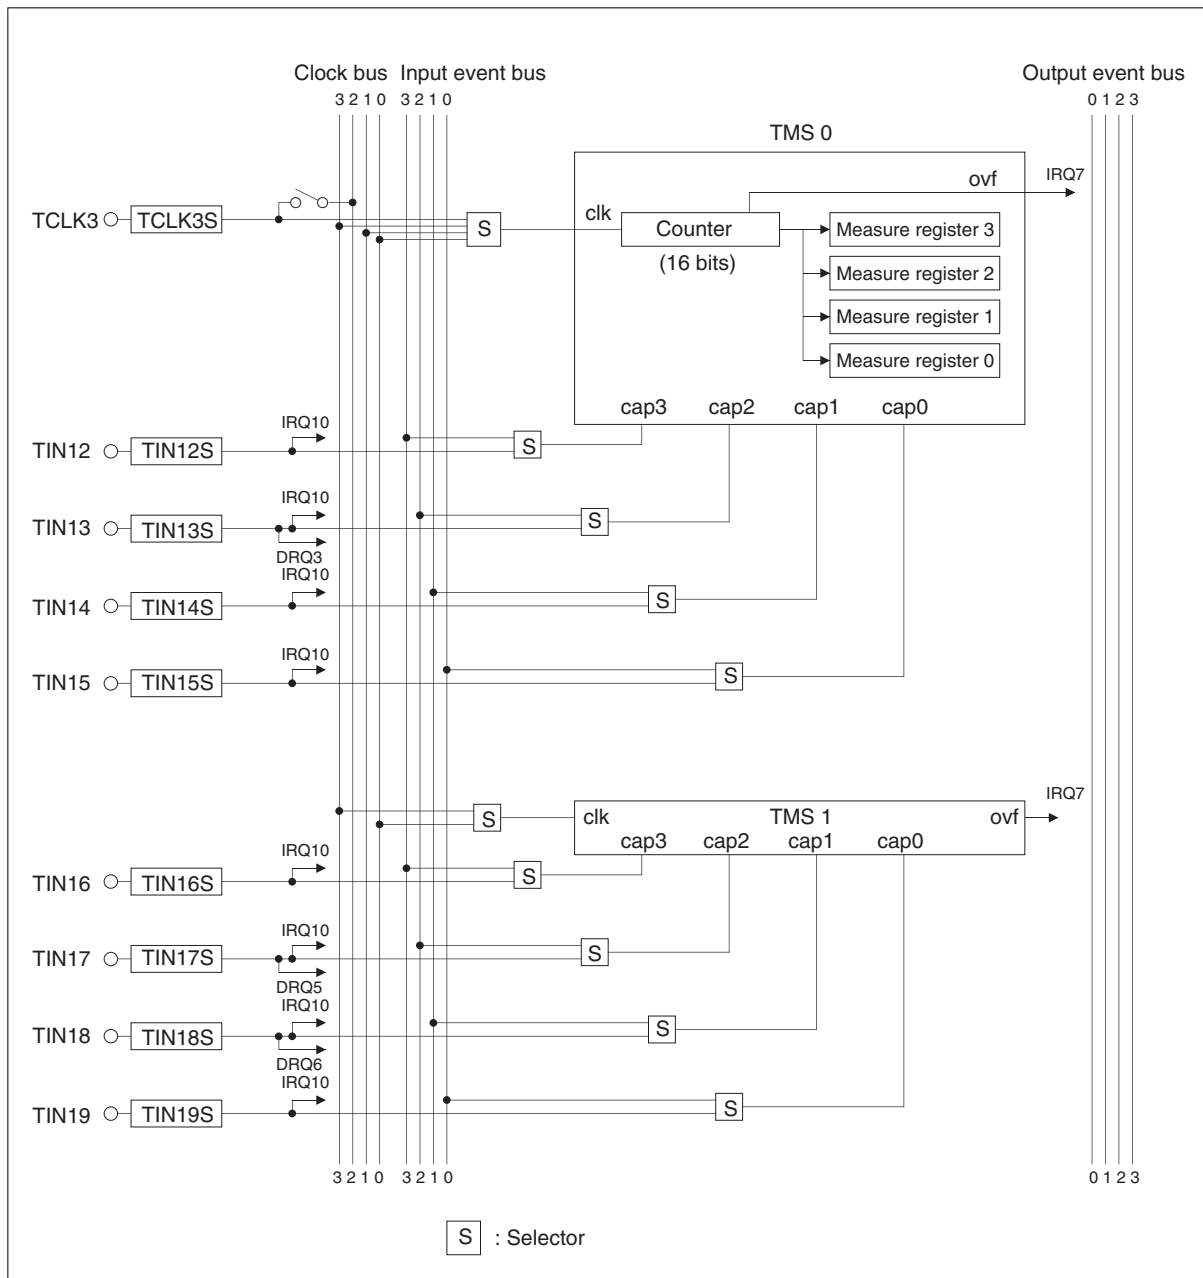 Clock bus Input event bus Output event bus
3 2 1 0 3 2 1 0 0 1 2 3
TMS 0
ovf IRQ7
TCLK3 TCLK3S S clk Counter Measure register 3
(16 bits) Measure register 2
Measure register 1
Measure register 0
cap3 cap2 cap1 cap0
IRQ10
TIN12 TIN12S S
IRQ10
TIN13 TIN13S S
DRQ3
IRQ10
TIN14 TIN14S S
IRQ10
TIN15 TIN15S S
IRQ7
S clk TMS 1 ovf
cap3 cap2 cap1 cap0
IRQ10
TIN16 TIN16S S
IRQ10
TIN17 TIN17S S
DRQ5
IRQ10
TIN18 TIN18S S
DRQ6
IRQ10
TIN19 TIN19S S
3 2 1 0 3 2 1 0 0 1 2 3
S : Selector